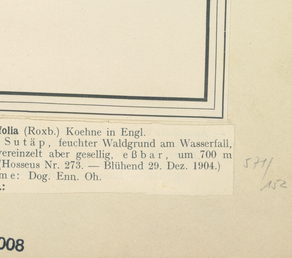 folia (Roxb.) Koehne in Engl.
Sutäp, feuchter Waldgrund am Wasserfall,
vereinzelt aber gesellig, eßbar, um 700 m
(Hosseus Nr. 273. — Blühend 29. Dez. 1904.)
me: Dog. Enn. Oh.
.:
571/
152
008